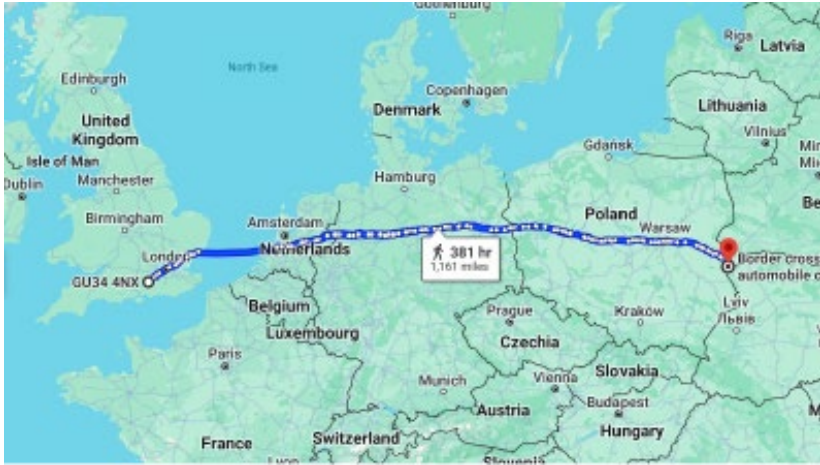 Gothenburg
Riga
Latvia
North Sea
Edinburgh
Copenhagen
Denmark
Lithuania
United
Kingdom
Vilnius
Isle of Man
Gdańsk
Dublin
Manchester
Hamburg
Birmingham
Amsterdam
Poland
Warsaw
Netherlands
London
381 hr
1,161 miles
Border cross
automobile
GU34 4NX
Belgium
Luxembourg
Prague
Kraków
Lviv
Львів
Czechia
Paris
Slovakia
Munich
Vienna
Austria
Budapest
Hungary
France
Switzerland